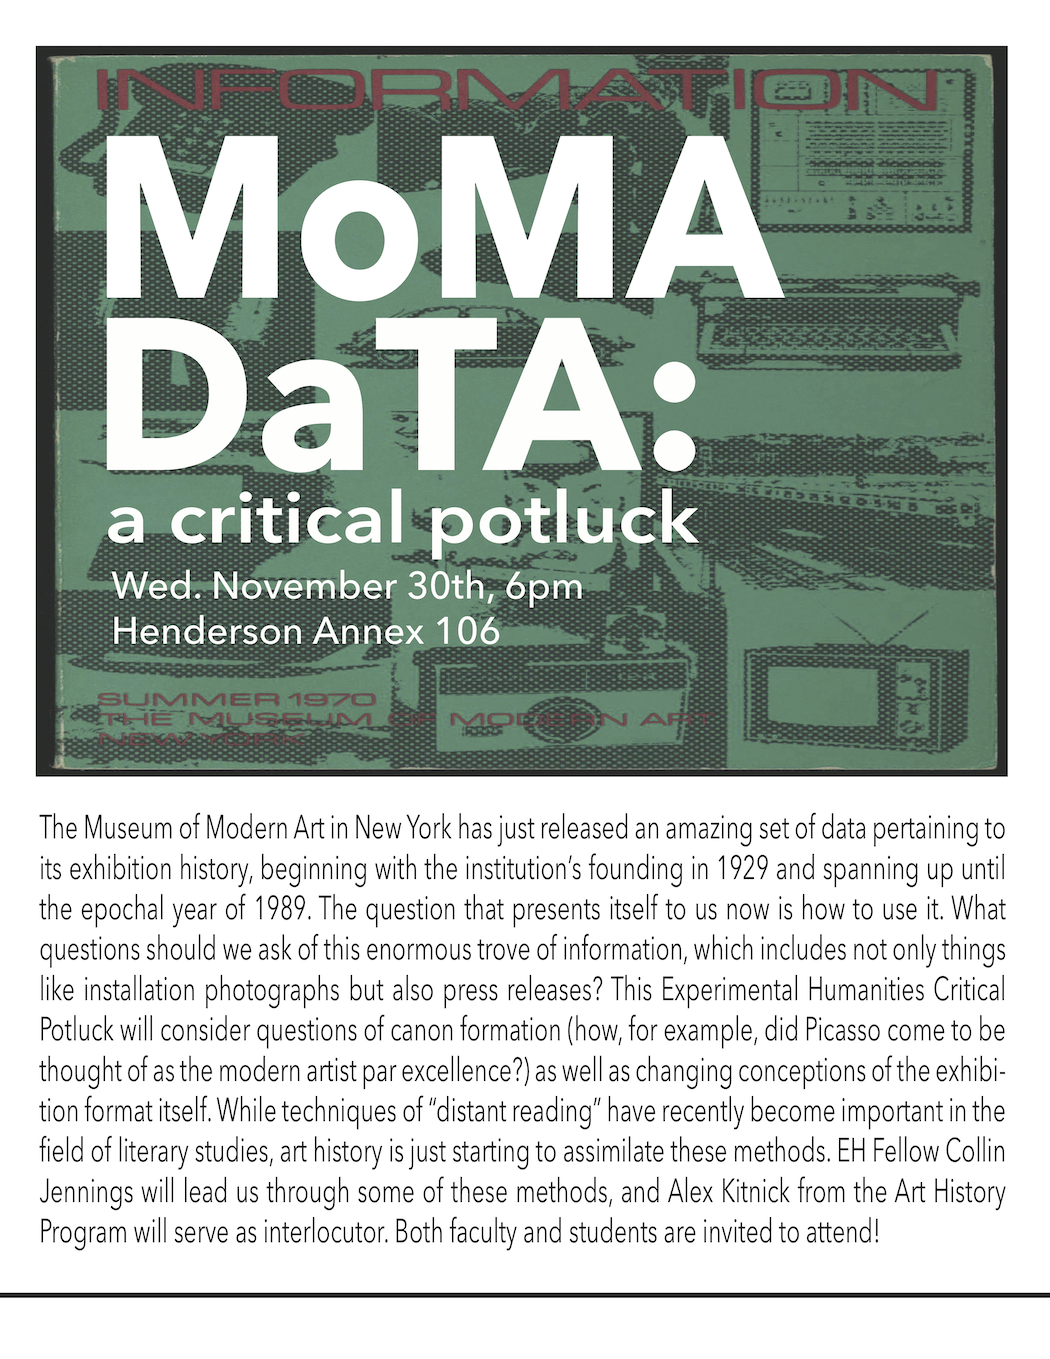 INFORMATION
MoMA
DaTA:
a critical potluck
Wed. November 30th, 6pm
Henderson Annex 106
SUMMER 1970
THE MUSEUM OF MODERN ART
NEW YORK
The Museum of Modern Art in New York has just released an amazing set of data pertaining to
its exhibition history, beginning with the institution’s founding in 1929 and spanning up until
the epochal year of 1989. The question that presents itself to us now is how to use it. What
questions should we ask of this enormous trove of information, which includes not only things
like installation photographs but also press releases? This Experimental Humanities Critical
Potluck will consider questions of canon formation (how, for example, did Picasso come to be
thought of as the modern artist par excellence?) as well as changing conceptions of the exhibi-
tion format itself. While techniques of “distant reading” have recently become important in the
field of literary studies, art history is just starting to assimilate these methods. EH Fellow Collin
Jennings will lead us through some of these methods, and Alex Kitnick from the Art History
Program will serve as interlocutor. Both faculty and students are invited to attend!